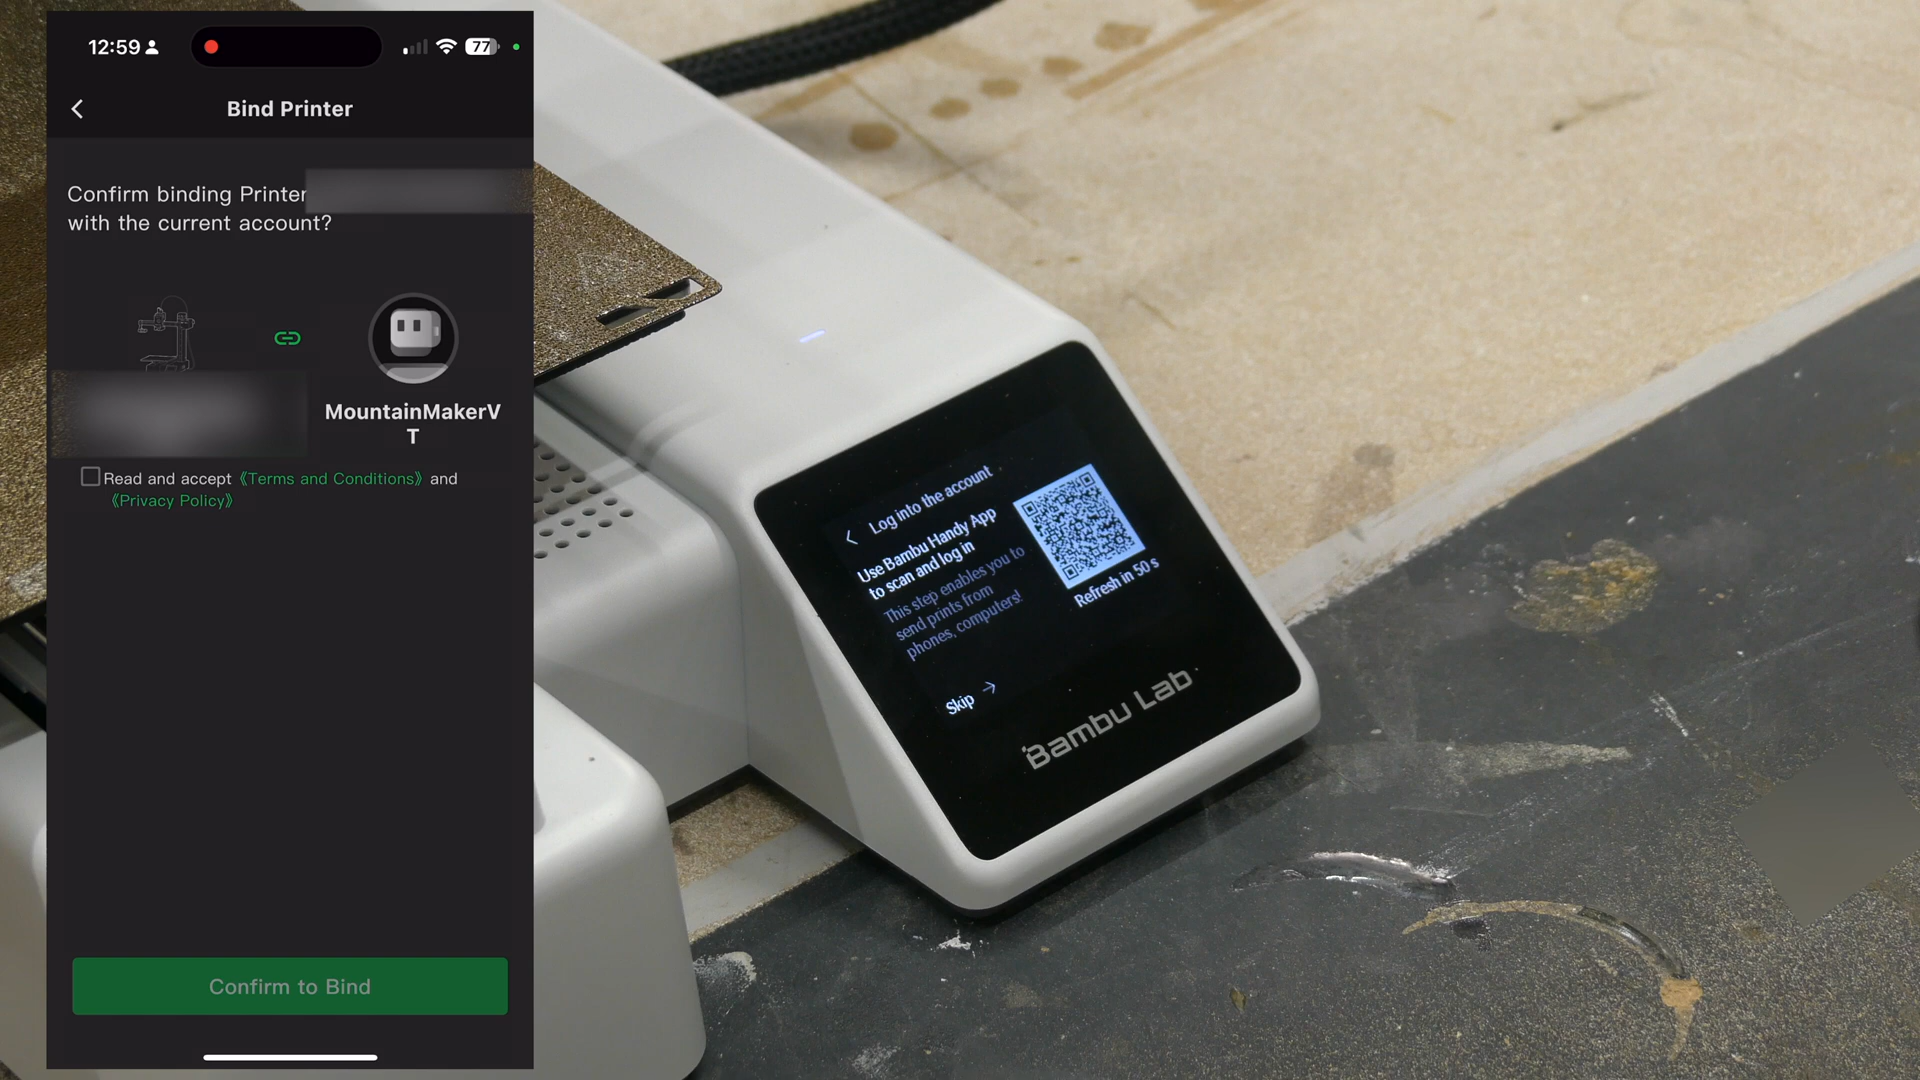 12:59
77
Bind Printer
Confirm binding Printer
with the current account?
MountainMakerV
T
Read and accept 《Terms and Conditions》 and
《Privacy Policy》
Confirm to Bind
Log into the account
Use Bambu Handy App
to scan and log in
This step enables you to
send prints from
phones, computers!
Refresh in 50 s
Skip
Bambu Lab